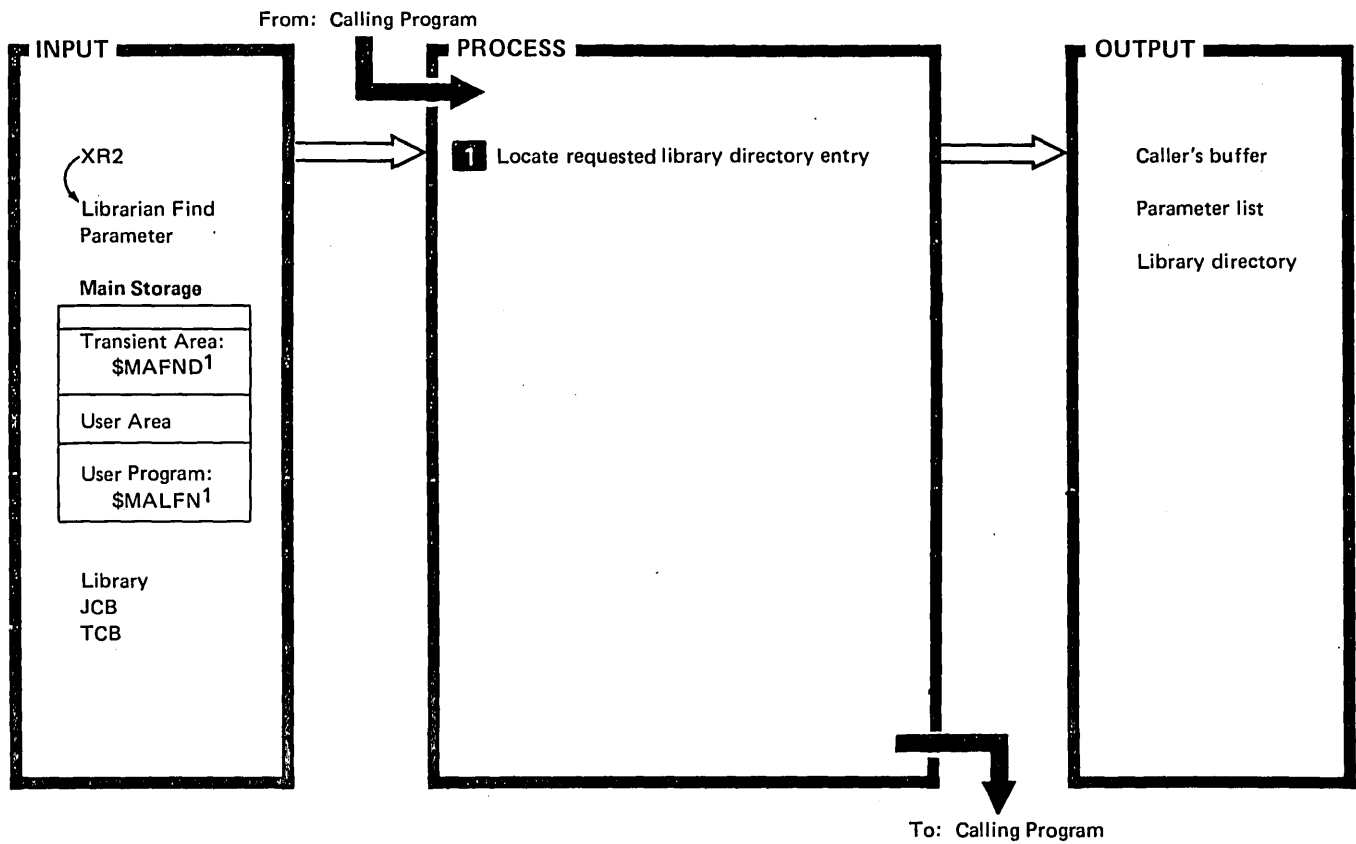 From: Calling Program
INPUT
XR2
Librarian Find
Parameter
Main Storage
Transient Area:
$MAFND1
User Area
User Program:
$MALFN1
Library
JCB
TCB
PROCESS
1 Locate requested library directory entry
OUTPUT
Caller's buffer
Parameter list
Library directory
To: Calling Program